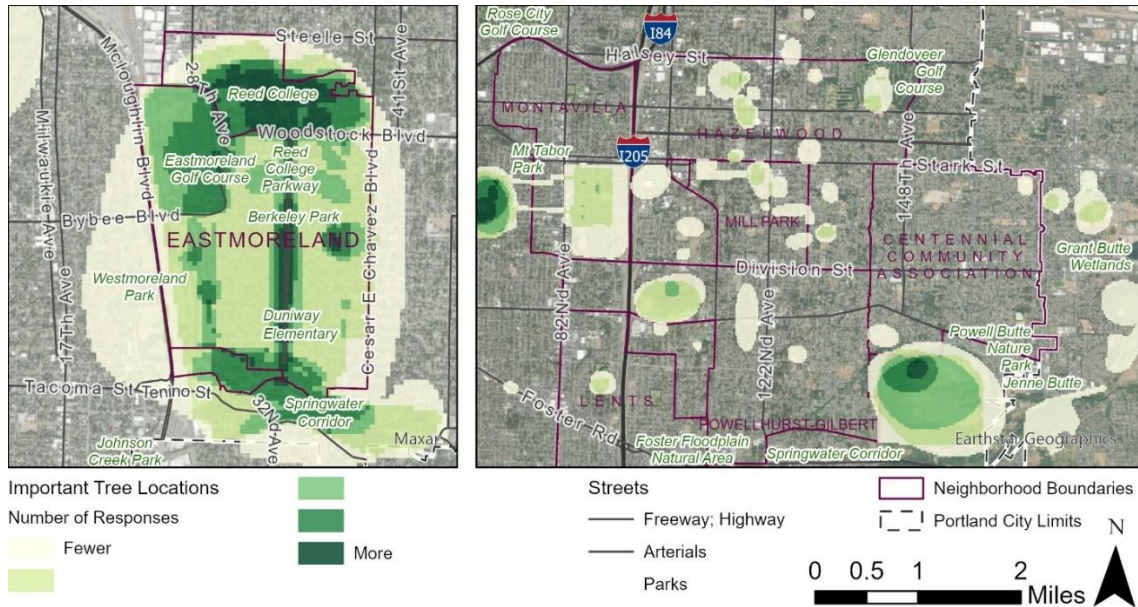 Steele St
McLoughlin Blvd
28th Ave
41St Ave
Reed College
Milwaukie Ave
Woodstock Blvd
Eastmoreland
Golf Course
Reed
College
Parkway
Bybee Blvd
Berkeley Park
EASTMORELAND
Cesar E Chavez Blvd
Westmoreland
Park
17Th Ave
Duniway
Elementary
Tacoma St
Tenino St
32Nd Ave
Springwater
Corridor
Johnson
Creek Park
Maxar
Rose City
Golf Course
I84
Halsey St
Glendoveer
Golf
Course
MONTAVILLA
HAZELWOOD
148Th Ave
Mt Tabor
Park
I205
Stark St
MILL PARK
CENTENNIAL
COMMUNITY
ASSOCIATION
Grant Butte
Wetlands
Division St
82Nd Ave
122Nd Ave
Powell Butte
Nature
Park
Jenne Butte
LENTS
Foster Rd
POWELLHURST-GILBERT
Foster Floodplain
Natural Area
Springwater Corridor
Earthstar Geographics
Important Tree Locations
Number of Responses
Fewer
More
Streets
Freeway; Highway
Arterials
Parks
Neighborhood Boundaries
Portland City Limits
N
0 0.5 1 2
Miles